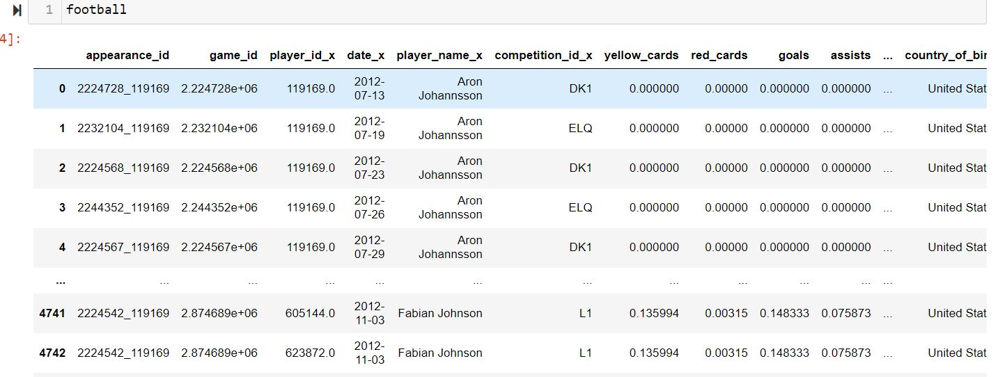 1 football
4]:
appearance_id game_id player_id_x date_x player_name_x competition_id_x yellow_cards red_cards goals assists ... country_of_bir
0 2224728_119169 2.224728e+06 119169.0 2012-07-13 Aron Johannsson DK1 0.000000 0.00000 0.000000 0.000000 ... United Stat
1 2232104_119169 2.232104e+06 119169.0 2012-07-19 Aron Johannsson ELQ 0.000000 0.00000 0.000000 0.000000 ... United Stat
2 2224568_119169 2.224568e+06 119169.0 2012-07-23 Aron Johannsson DK1 0.000000 0.00000 0.000000 0.000000 ... United Stat
3 2244352_119169 2.244352e+06 119169.0 2012-07-26 Aron Johannsson ELQ 0.000000 0.00000 0.000000 0.000000 ... United Stat
4 2224567_119169 2.224567e+06 119169.0 2012-07-29 Aron Johannsson DK1 0.000000 0.00000 0.000000 0.000000 ... United Stat
... ... ... ... ... ... ... ... ... ... ... ...
4741 2224542_119169 2.874689e+06 605144.0 2012-11-03 Fabian Johnson L1 0.135994 0.00315 0.148333 0.075873 ... United Stat
4742 2224542_119169 2.874689e+06 623872.0 2012-11-03 Fabian Johnson L1 0.135994 0.00315 0.148333 0.075873 ... United Stat